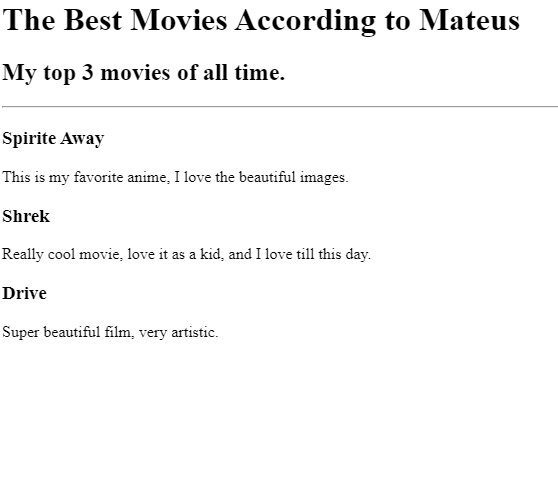 The Best Movies According to Mateus
My top 3 movies of all time.
Spirite Away
This is my favorite anime, I love the beautiful images.
Shrek
Really cool movie, love it as a kid, and I love till this day.
Drive
Super beautiful film, very artistic.